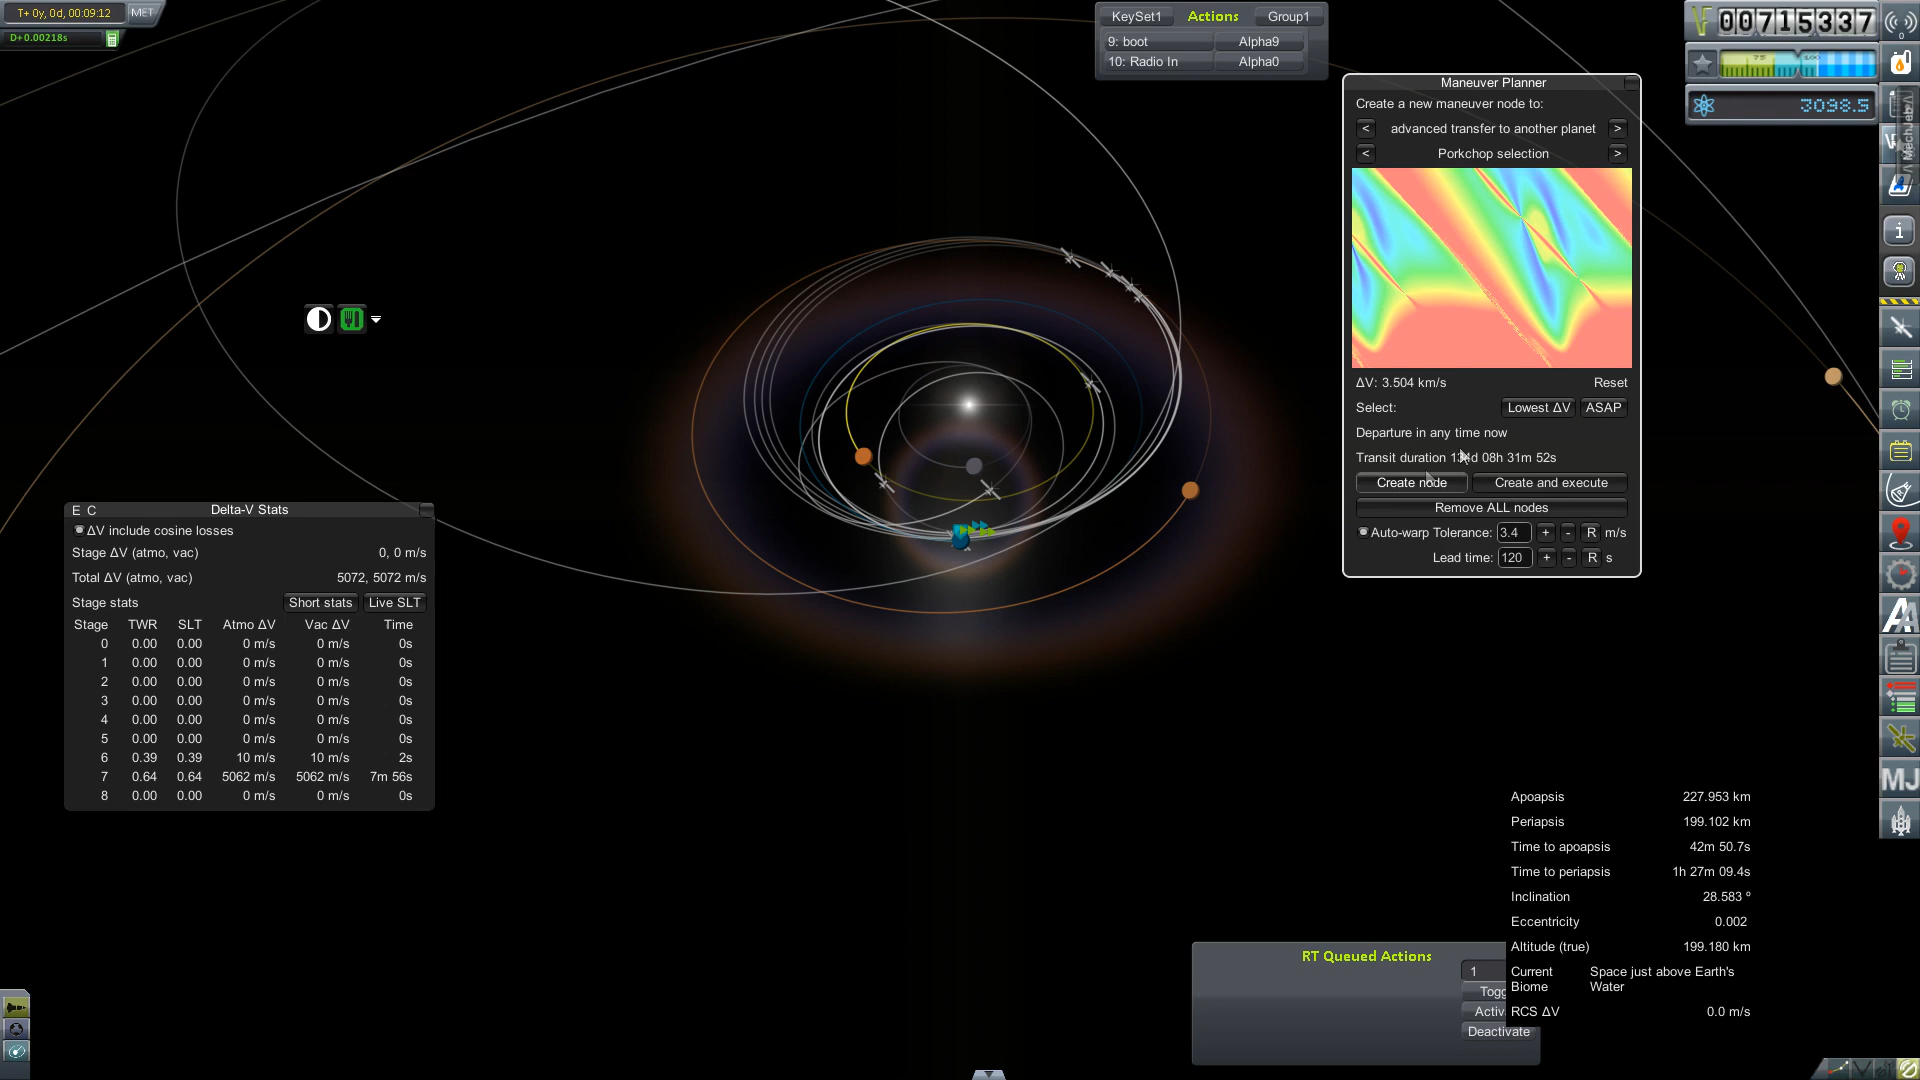 T+ 0y, 0d, 00:09:12 MET
D+0.00218s
KeySet1 Actions Group1
9: boot Alpha9
10: Radio In Alpha0
00715337
0
75 100
3098.5
MechJeb
Maneuver Planner
Create a new maneuver node to:
< advanced transfer to another planet >
< Porkchop selection >
ΔV: 3.504 km/s Reset
Select: Lowest ΔV ASAP
Departure in any time now
Transit duration 08h 31m 52s
Create node Create and execute
Remove ALL nodes
Auto-warp Tolerance: 3.4 + - R m/s
Lead time: 120 + - R s
E C Delta-V Stats
ΔV include cosine losses
Stage ΔV (atmo, vac) 0, 0 m/s
Total ΔV (atmo, vac) 5072, 5072 m/s
Stage stats Short stats Live SLT
Stage TWR SLT Atmo ΔV Vac ΔV Time
0 0.00 0.00 0 m/s 0 m/s 0s
1 0.00 0.00 0 m/s 0 m/s 0s
2 0.00 0.00 0 m/s 0 m/s 0s
3 0.00 0.00 0 m/s 0 m/s 0s
4 0.00 0.00 0 m/s 0 m/s 0s
5 0.00 0.00 0 m/s 0 m/s 0s
6 0.39 0.39 10 m/s 10 m/s 2s
7 0.64 0.64 5062 m/s 5062 m/s 7m 56s
8 0.00 0.00 0 m/s 0 m/s 0s
MJ
Apoapsis 227.953 km
Periapsis 199.102 km
Time to apoapsis 42m 50.7s
Time to periapsis 1h 27m 09.4s
Inclination 28.583 º
Eccentricity 0.002
Altitude (true) 199.180 km
Current Biome Space just above Earth's Water
RCS ΔV 0.0 m/s
RT Queued Actions
1
Togg
Activ
Deactivate